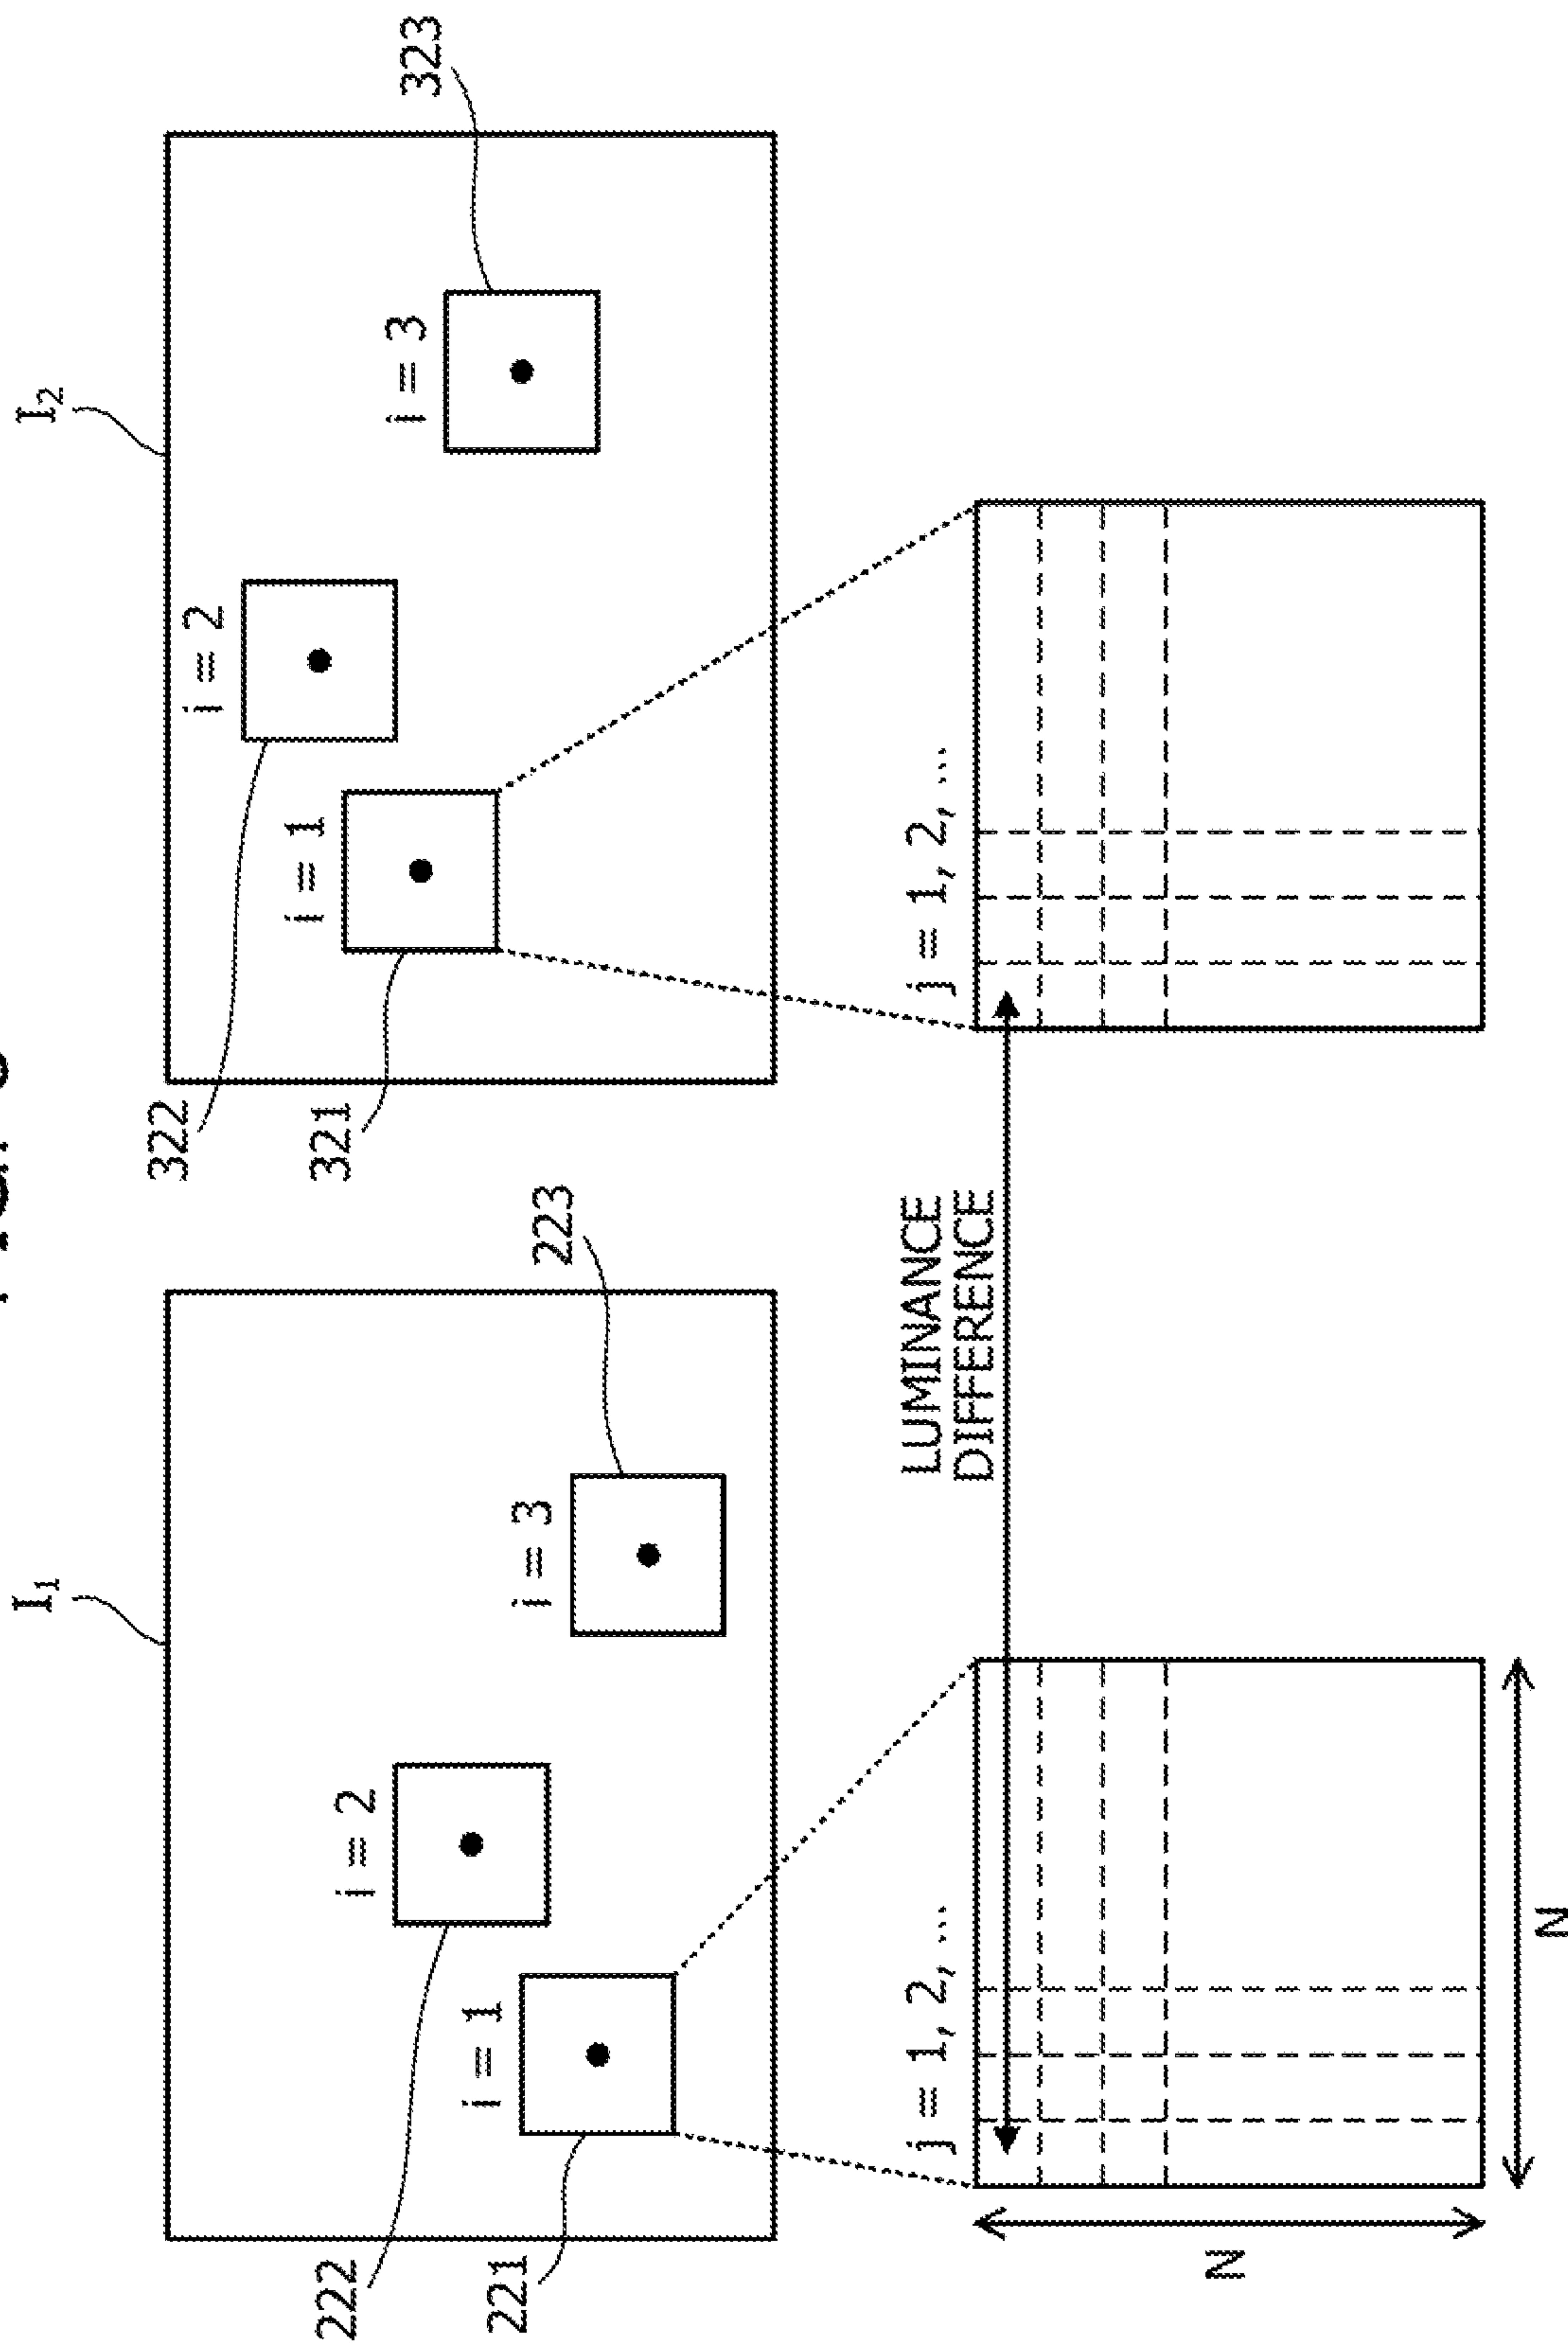 I₁
I₂
222
221
i = 1
i = 2
i = 3
223
322
321
i = 1
i = 2
i = 3
323
j = 1, 2, ...
LUMINANCE
DIFFERENCE
j = 1, 2, ...
N
N